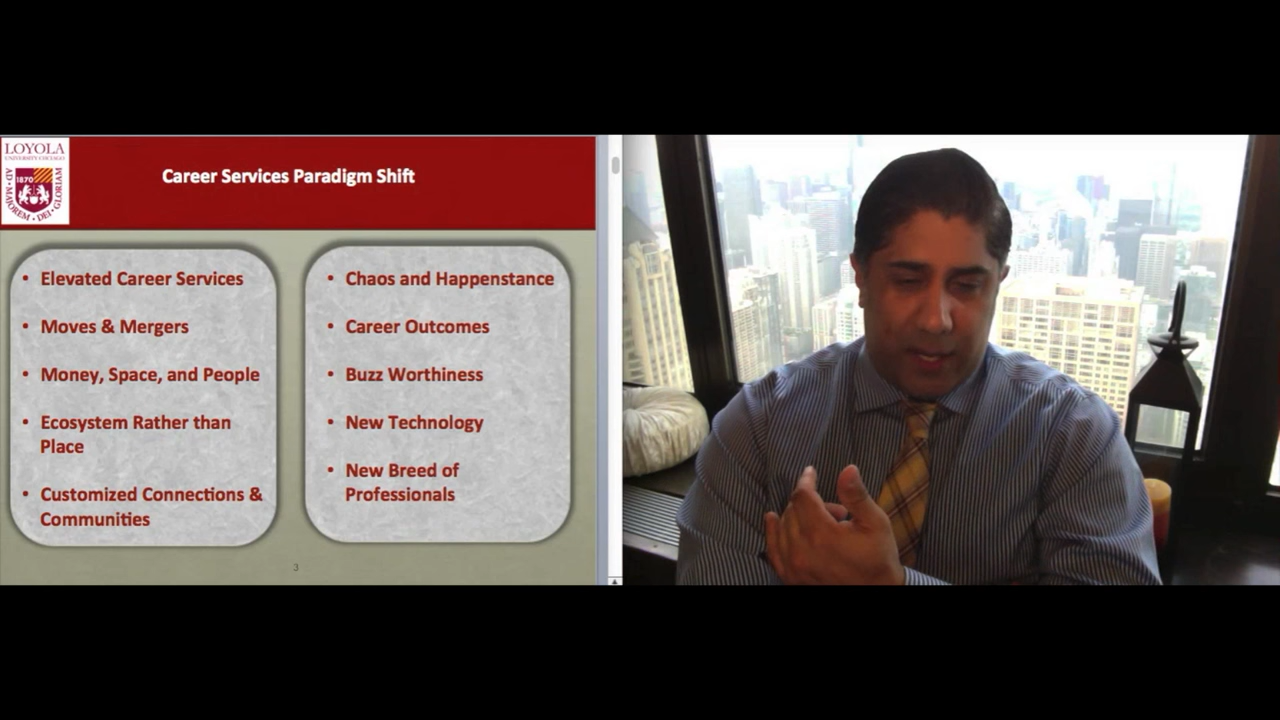 LOYOLA
UNIVERSITY CHICAGO
1870
AD • MAJOREM • DEI • GLORIAM
Career Services Paradigm Shift
• Elevated Career Services
• Moves & Mergers
• Money, Space, and People
• Ecosystem Rather than
Place
• Customized Connections &
Communities
• Chaos and Happenstance
• Career Outcomes
• Buzz Worthiness
• New Technology
• New Breed of
Professionals
3